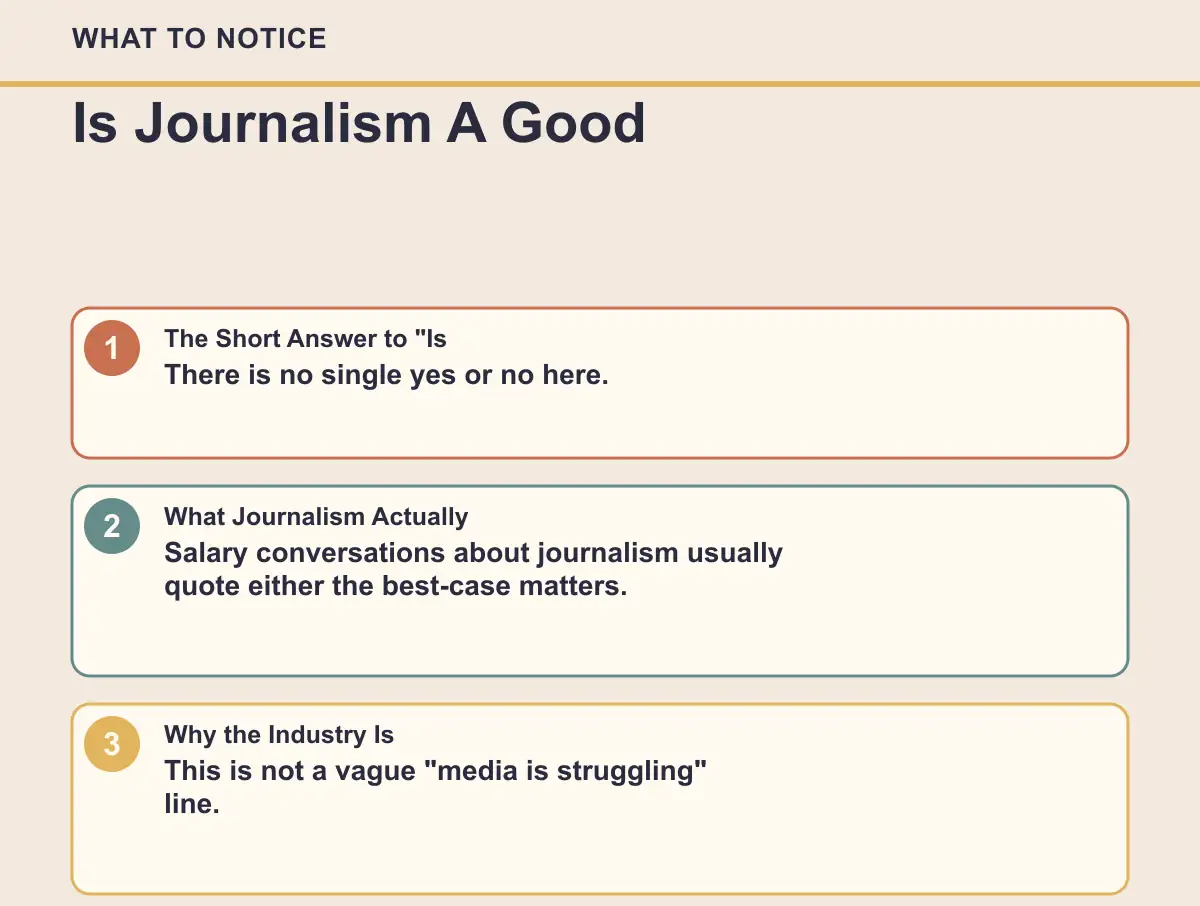 WHAT TO NOTICE
Is Journalism A Good
1
The Short Answer to "Is
There is no single yes or no here.
2
What Journalism Actually
Salary conversations about journalism usually
quote either the best-case matters.
3
Why the Industry Is
This is not a vague "media is struggling"
line.